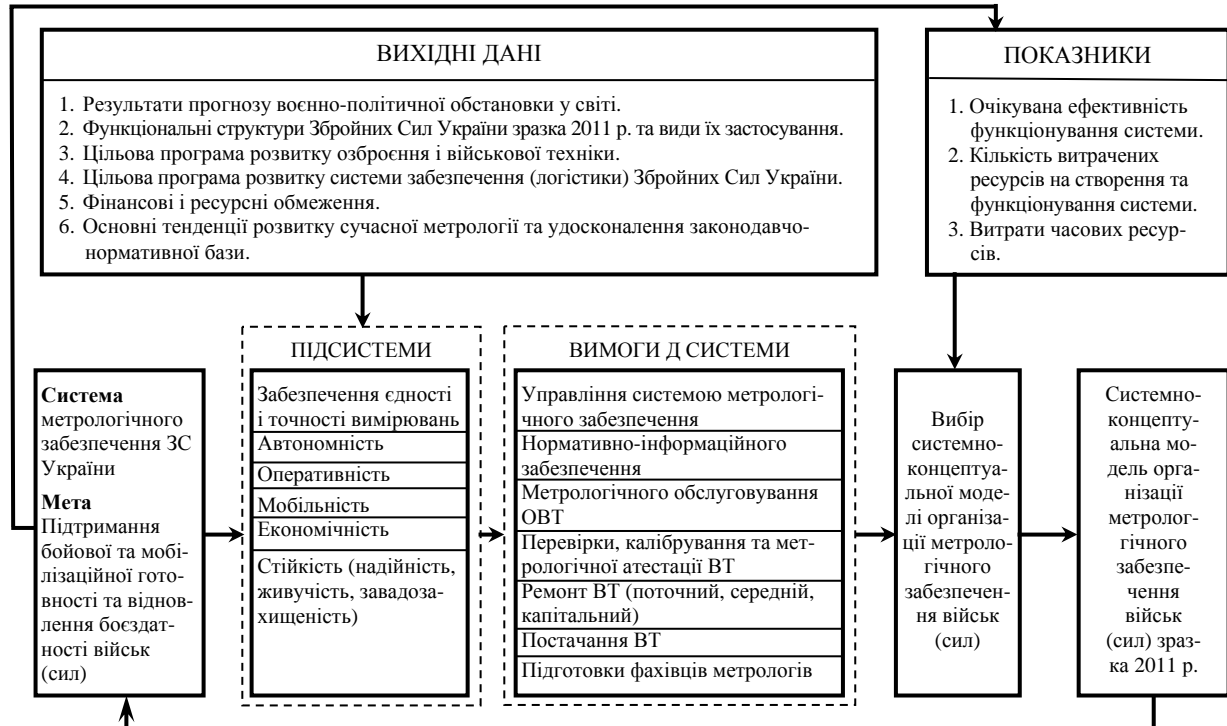 ВИХІДНІ ДАНІ
1. Результати прогнозу воєнно-політичної обстановки у світі.
2. Функціональні структури Збройних Сил України зразка 2011 р. та види їх застосування.
3. Цільова програма розвитку озброєння і військової техніки.
4. Цільова програма розвитку системи забезпечення (логістики) Збройних Сил України.
5. Фінансові і ресурсні обмеження.
6. Основні тенденції розвитку сучасної метрології та удосконалення законодавчо-
нормативної бази.
ПОКАЗНИКИ
1. Очікувана ефективність
функціонування системи.
2. Кількість витрачених
ресурсів на створення та
функціонування системи.
3. Витрати часових ресур-
сів.
Система
метрологічного
забезпечення ЗС
України
Мета
Підтримання
бойової та мобі-
лізаційної гото-
вності та віднов-
лення боєздат-
ності військ
(сил)
ПІДСИСТЕМИ
Забезпечення єдності
і точності вимірювань
Автономність
Оперативність
Мобільність
Економічність
Стійкість (надійність,
живучість, завадоза-
хищеність)
ВИМОГИ Д СИСТЕМИ
Управління системою метрологі-
чного забезпечення
Нормативно-інформаційного
забезпечення
Метрологічного обслуговування
ОВТ
Перевірки, калібрування та мет-
рологічної атестації ВТ
Ремонт ВТ (поточний, середній,
капітальний)
Постачання ВТ
Підготовки фахівців метрологів
Вибір
системно-
концептуа-
льної моде-
лі організа-
ції метроло-
гічного
забезпечен-
ня військ
(сил)
Системно-
концепту-
альна мо-
дель орга-
нізації
метролог-
гічного
забезпе-
чення
військ
(сил) зраз-
ка 2011 р.